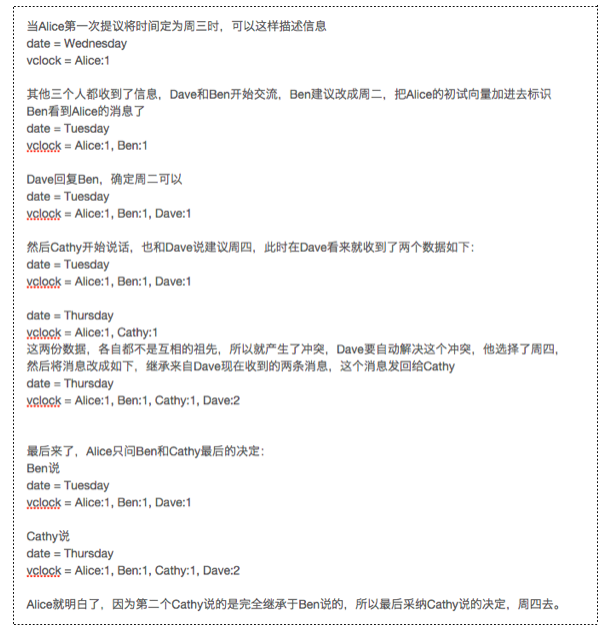 当Alice第一次提议将时间定为周三时，可以这样描述信息
date = Wednesday
vclock = Alice:1
其他三个人都收到了信息，Dave和Ben开始交流，Ben建议改成周二，把Alice的初试向量加进去标识
Ben看到Alice的消息了
date = Tuesday
vclock = Alice:1, Ben:1
Dave回复Ben，确定周二可以
date = Tuesday
vclock = Alice:1, Ben:1, Dave:1
然后Cathy开始说话，也和Dave说建议周四，此时在Dave看来就收到了两个数据如下：
date = Tuesday
vclock = Alice:1, Ben:1, Dave:1
date = Thursday
vclock = Alice:1, Cathy:1
这两份数据，各自都不是互相的祖先，所以就产生了冲突，Dave要自动解决这个冲突，他选择了周四，
然后将消息改成如下，继承来自Dave现在收到的两条消息，这个消息发回给Cathy
date = Thursday
vclock = Alice:1, Ben:1, Cathy:1, Dave:2
最后来了，Alice只问Ben和Cathy最后的决定：
Ben说
date = Tuesday
vclock = Alice:1, Ben:1, Dave:1
Cathy说
date = Thursday
vclock = Alice:1, Ben:1, Cathy:1, Dave:2
Alice就明白了，因为第二个Cathy说的是完全继承于Ben说的，所以最后采纳Cathy说的决定，周四去。